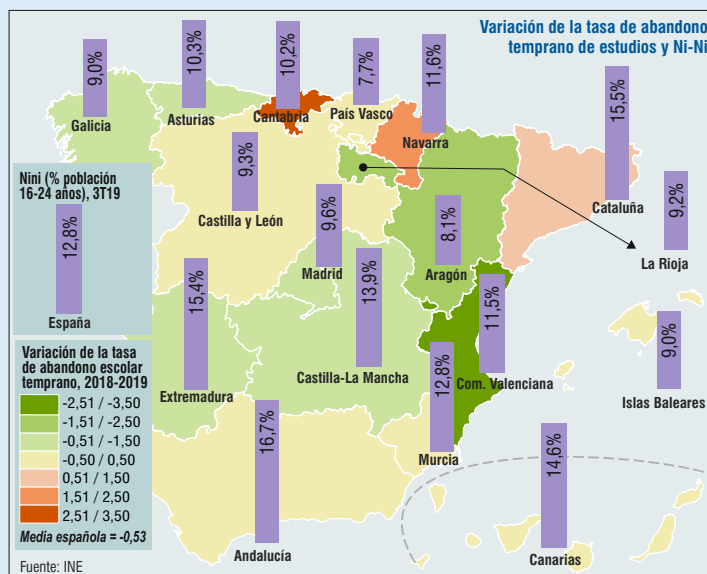 Variación de la tasa de abandono
temprano de estudios y Ni-Ni
9,0%
Galicia
10,3%
Asturias
10,2%
Cantabria
7,7%
País Vasco
11,6%
Navarra
15,5%
Cataluña
9,2%
La Rioja
9,3%
Castilla y León
9,6%
Madrid
8,1%
Aragón
Nini (% población
16-24 años), 3T19
12,8%
España
15,4%
Extremadura
13,9%
Castilla-La Mancha
11,5%
Com. Valenciana
9,0%
Islas Baleares
12,8%
Murcia
16,7%
Andalucía
14,6%
Canarias
Variación de la tasa
de abandono escolar
temprano, 2018-2019
-2,51 / -3,50
-1,51 / -2,50
-0,51 / -1,50
-0,50 / 0,50
0,51 / 1,50
1,51 / 2,50
2,51 / 3,50
Media española = -0,53
Fuente: INE